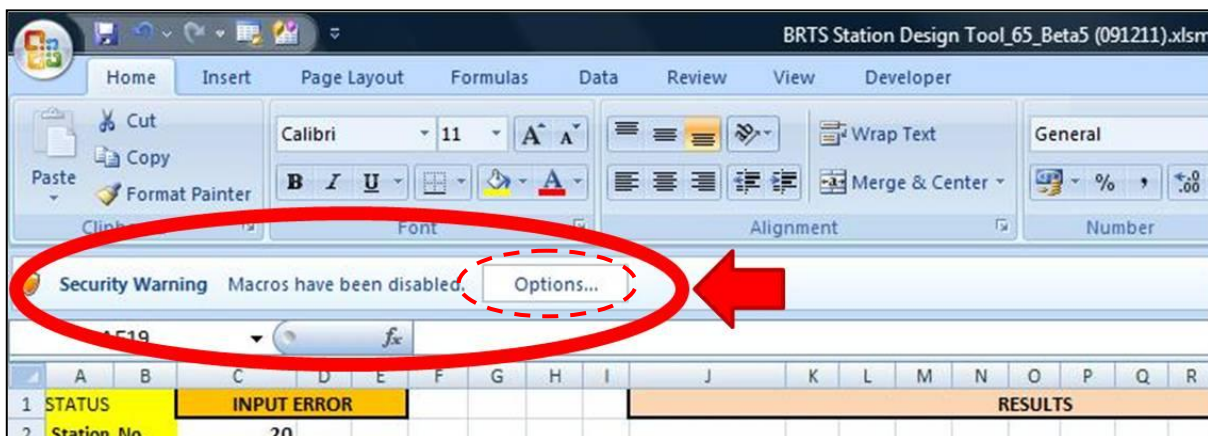 BRTS Station Design Tool_65_Beta5 (091211).xlsm
Home Insert Page Layout Formulas Data Review View Developer
Cut
Copy
Paste
Format Painter
Calibri 11 A A
B I U A
Wrap Text
Merge & Center
General
% , .0 .00
Font Alignment Number
Security Warning Macros have been disabled. Options...
fx
A B C D E F G H I J K L M N O P Q R
1 STATUS INPUT ERROR RESULTS
2 Station No 20